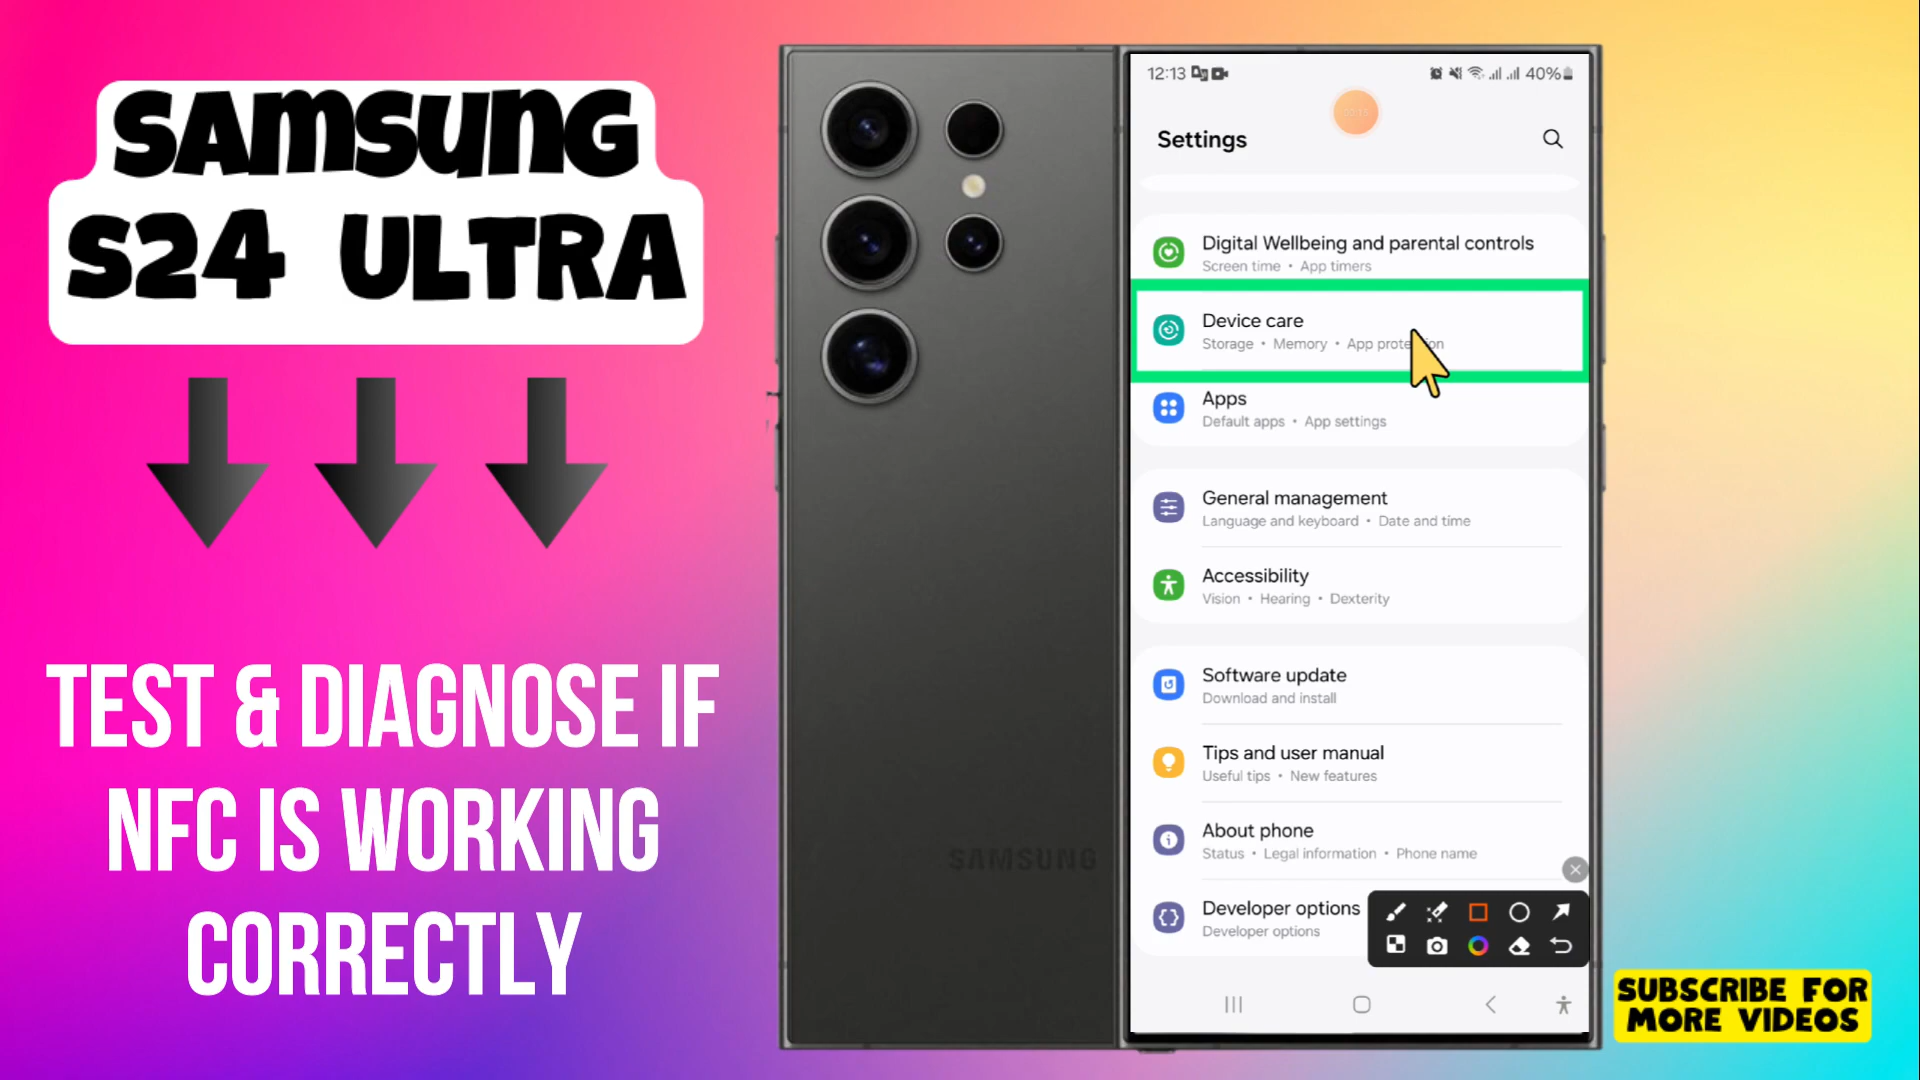 SAMSUNG
S24 ULTRA
TEST & DIAGNOSE IF
NFC IS WORKING
CORRECTLY
SAMSUNG
12:13
40%
Settings
Digital Wellbeing and parental controls
Screen time • App timers
Device care
Storage • Memory • App
Apps
Default apps • App settings
General management
Language and keyboard • Date and time
Accessibility
Vision • Hearing • Dexterity
Software update
Download and install
Tips and user manual
Useful tips • New features
About phone
Status • Legal information • Phone name
Developer options
Developer options
SUBSCRIBE FOR
MORE VIDEOS